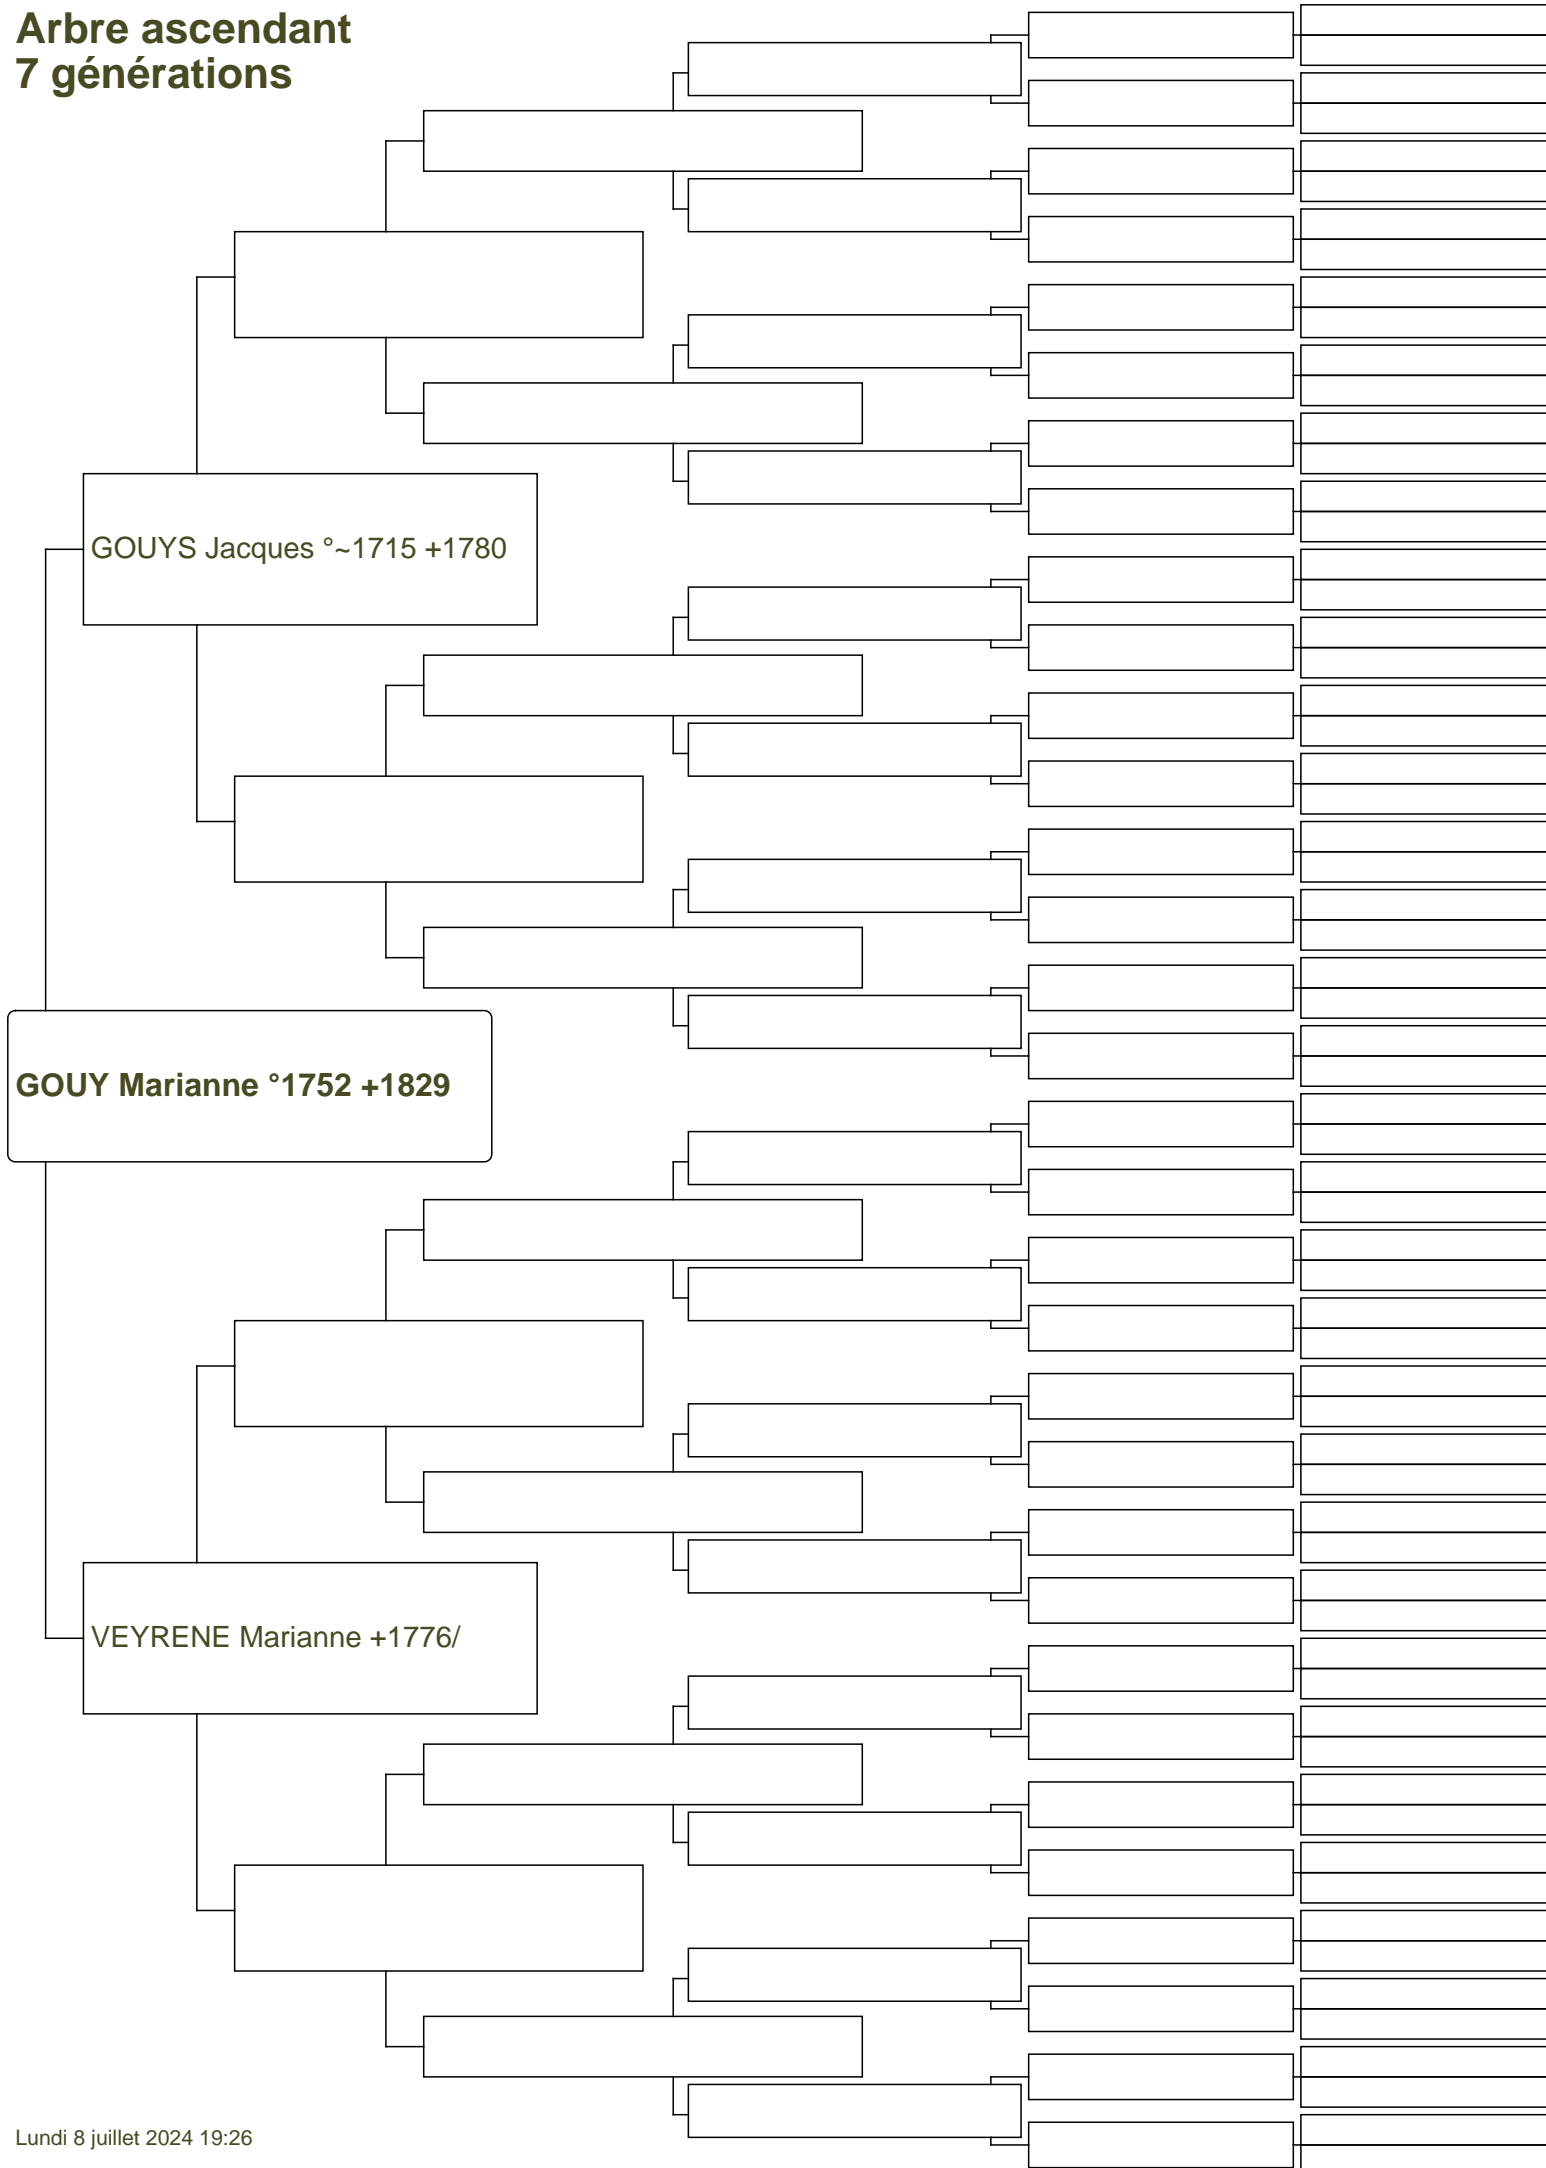 Arbre ascendant
7 générations
GOUYS Jacques °~1715 +1780
GOUY Marianne °1752 +1829
VEYRENE Marianne +1776/
Lundi 8 juillet 2024 19:26